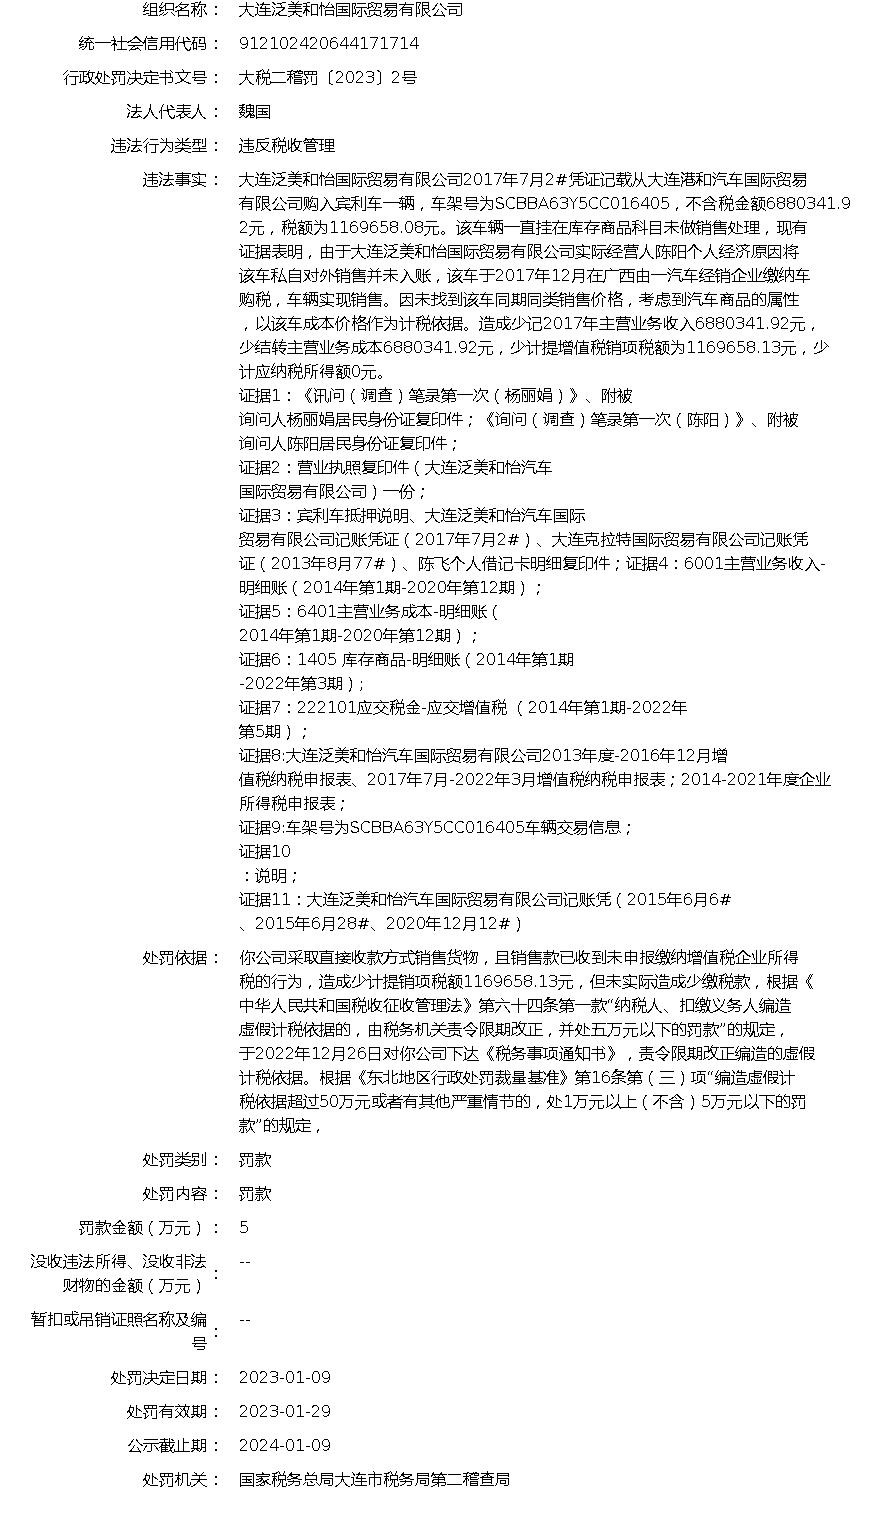 组织名称： 大连泛美和怡国际贸易有限公司
统一社会信用代码： 912102420644171714
行政处罚决定书文号： 大税二稽罚〔2023〕2号
法人代表人： 魏国
违法行为类型： 违反税收管理
违法事实： 大连泛美和怡国际贸易有限公司2017年7月2#凭证记载从大连港和汽车国际贸易
有限公司购入宾利车一辆，车架号为SCBBA63Y5CC016405，不含税金额6880341.9
2元，税额为1169658.08元。该车辆一直挂在库存商品科目未做销售处理，现有
证据表明，由于大连泛美和怡国际贸易有限公司实际经营人陈阳个人经济原因将
该车私自对外销售并未入账，该车于2017年12月在广西由一汽车经销企业缴纳车
购税，车辆实现销售。因未找到该车同期同类销售价格，考虑到汽车商品的属性
，以该车成本价格作为计税依据。造成少记2017年主营业务收入6880341.92元，
少结转主营业务成本6880341.92元，少计提增值税销项税额为1169658.13元，少
计应纳税所得额0元。
证据1：《讯问（调查）笔录第一次（杨丽娟）》、附被
询问人杨丽娟居民身份证复印件；《询问（调查）笔录第一次（陈阳）》、附被
询问人陈阳居民身份证复印件；
证据2：营业执照复印件（大连泛美和怡汽车
国际贸易有限公司）一份；
证据3：宾利车抵押说明、大连泛美和怡汽车国际
贸易有限公司记账凭证（2017年7月2#）、大连克拉特国际贸易有限公司记账凭
证（2013年8月77#）、陈飞个人借记卡明细复印件；证据4：6001主营业务收入-
明细账（2014年第1期-2020年第12期）；
证据5：6401主营业务成本-明细账（
2014年第1期-2020年第12期）；
证据6：1405 库存商品-明细账（2014年第1期
-2022年第3期）;
证据7：222101应交税金-应交增值税 （2014年第1期-2022年
第5期）；
证据8:大连泛美和怡汽车国际贸易有限公司2013年度-2016年12月增
值税纳税申报表、2017年7月-2022年3月增值税纳税申报表；2014-2021年度企业
所得税申报表；
证据9:车架号为SCBBA63Y5CC016405车辆交易信息；
证据10
：说明；
证据11：大连泛美和怡汽车国际贸易有限公司记账凭（2015年6月6#
、2015年6月28#、2020年12月12#）
处罚依据： 你公司采取直接收款方式销售货物，且销售款已收到未申报缴纳增值税企业所得
税的行为，造成少计提销项税额1169658.13元，但未实际造成少缴税款，根据《
中华人民共和国税收征收管理法》第六十四条第一款“纳税人、扣缴义务人编造
虚假计税依据的，由税务机关责令限期改正，并处五万元以下的罚款”的规定，
于2022年12月26日对你公司下达《税务事项通知书》，责令限期改正编造的虚假
计税依据。根据《东北地区行政处罚裁量基准》第16条第（三）项“编造虚假计
税依据超过50万元或者有其他严重情节的，处1万元以上（不含）5万元以下的罚
款”的规定，
处罚类别： 罚款
处罚内容： 罚款
罚款金额（万元）： 5
没收违法所得、没收非法 --
财物的金额（万元）：
暂扣或吊销证照名称及编 --
号：
处罚决定日期： 2023-01-09
处罚有效期： 2023-01-29
公示截止期： 2024-01-09
处罚机关： 国家税务总局大连市税务局第二稽查局